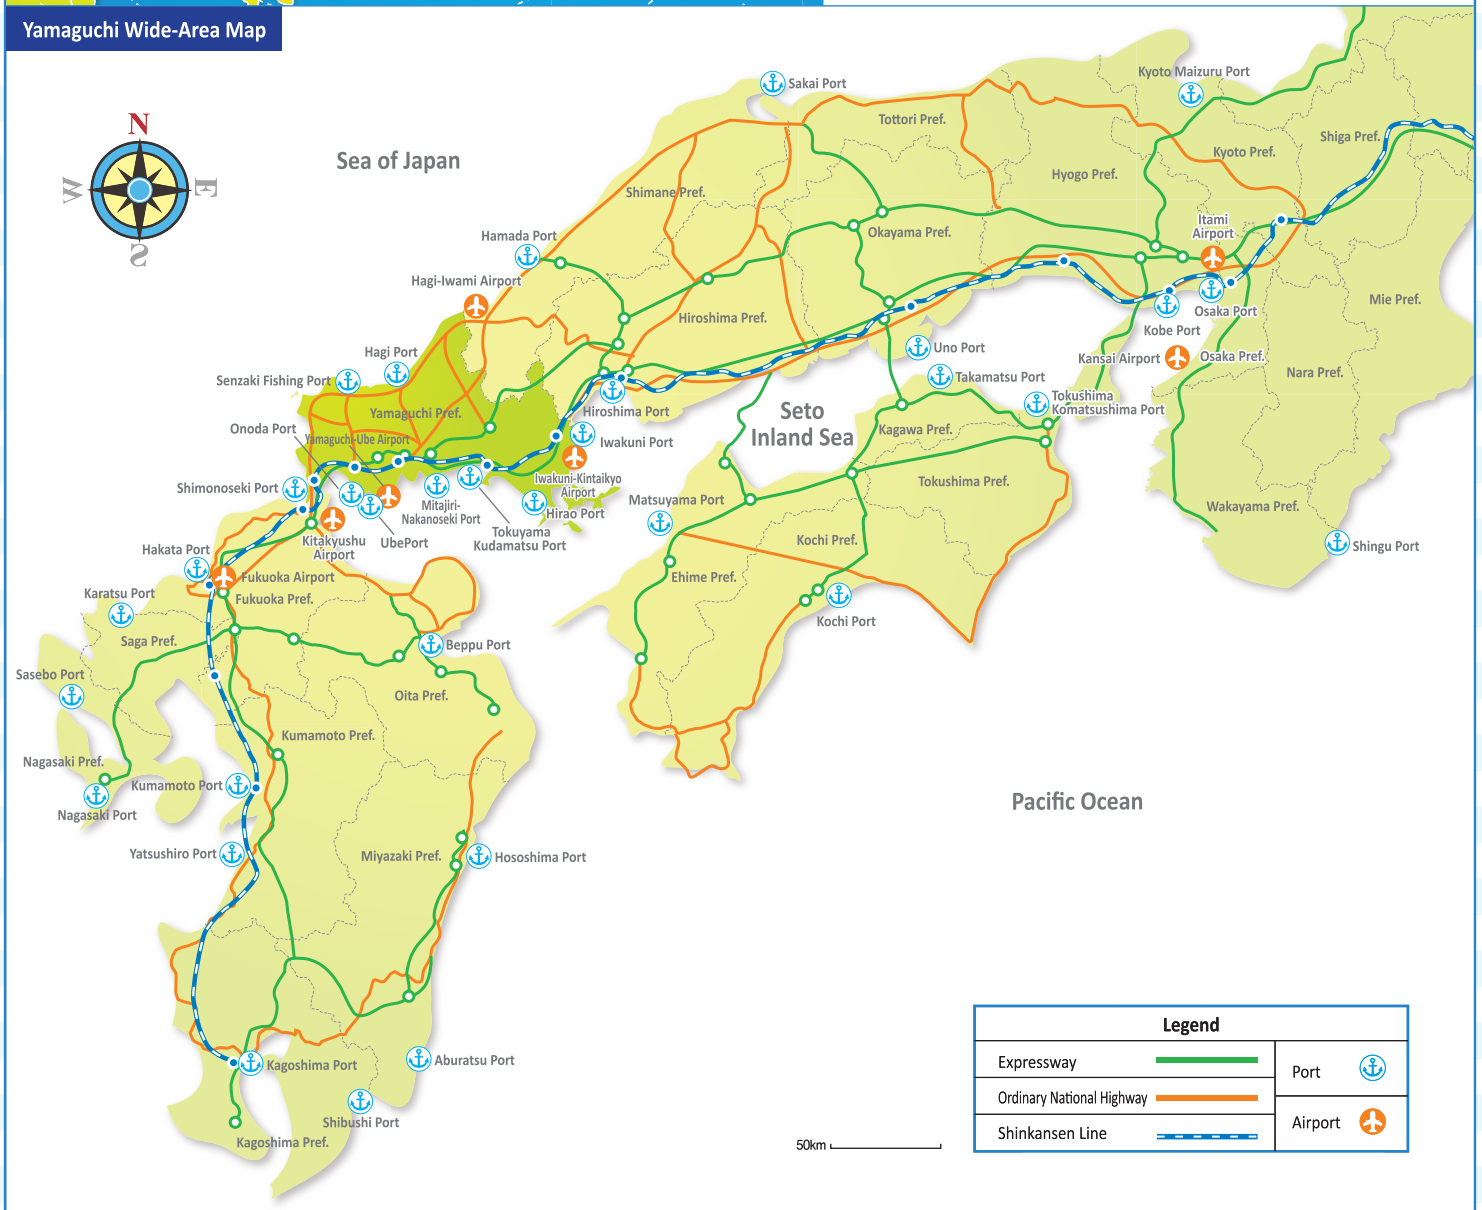 Yamaguchi Wide-Area Map
N
W
E
S
Sea of Japan
Sakai Port
Kyoto Maizuru Port
Tottori Pref.
Shiga Pref.
Kyoto Pref.
Hyogo Pref.
Shimane Pref.
Itami
Airport
Hamada Port
Okayama Pref.
Hagi-Iwami Airport
Mie Pref.
Osaka Port
Hiroshima Pref.
Kobe Port
Uno Port
Hagi Port
Kansai Airport
Osaka Pref.
Senzaki Fishing Port
Takamatsu Port
Nara Pref.
Tokushima
Komatsushima Port
Seto
Inland Sea
Hiroshima Port
Yamaguchi Pref.
Onoda Port
Kagawa Pref.
Yamaguchi-Ube Airport
Iwakuni Port
Iwakuni-Kintaikyo
Airport
Tokushima Pref.
Shimonoseki Port
Matsuyama Port
Mitajiri-
Nakanoseki Port
Hirao Port
Wakayama Pref.
Tokuyama
Kudamatsu Port
Kitakyushu
Airport
UbePort
Kochi Pref.
Shingu Port
Hakata Port
Fukuoka Airport
Ehime Pref.
Karatsu Port
Fukuoka Pref.
Kochi Port
Saga Pref.
Beppu Port
Sasebo Port
Oita Pref.
Kumamoto Pref.
Nagasaki Pref.
Kumamoto Port
Pacific Ocean
Nagasaki Port
Yatsushiro Port
Miyazaki Pref.
Hososhima Port
Kagoshima Port
Aburatsu Port
Shibushi Port
Kagoshima Pref.
Legend
Expressway
Ordinary National Highway
Shinkansen Line
Port
Airport
50km